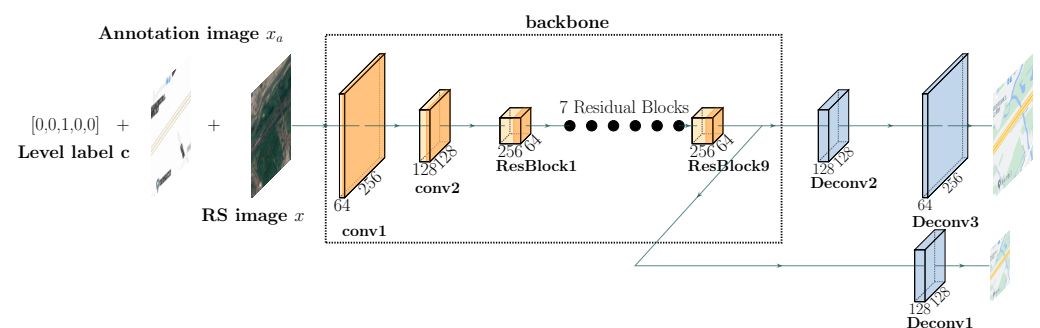 backbone
Annotation image x_a
[0,0,1,0,0] + +
Level label c
RS image x
64
256
conv1
128
128
conv2
256
64
ResBlock1
7 Residual Blocks
256
64
ResBlock9
128
128
Deconv2
64
256
Deconv3
128
128
Deconv1